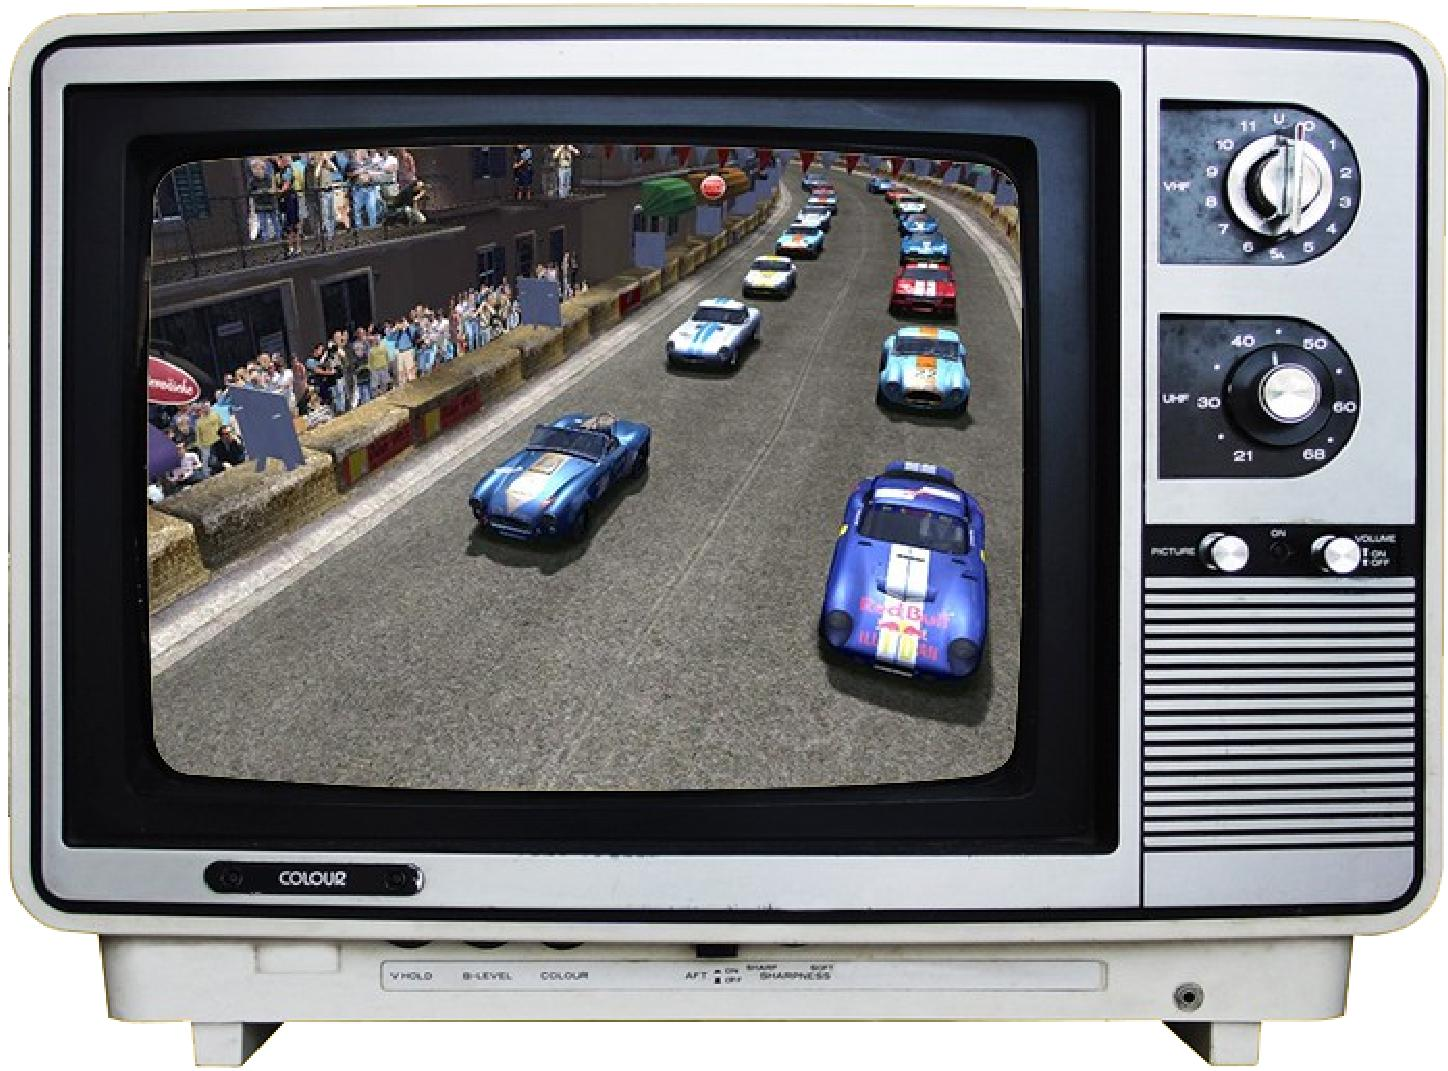 VHF
U
0
1
2
3
4
5
6
7
8
9
10
11
UHF
21
30
40
50
60
68
PICTURE
ON
VOLUME
ON
OFF
Red Bull
COLOUR
V HOLD
BI-LEVEL
COLOUR
AFT
ON
OFF
SHARP
SOFT
SHARPNESS